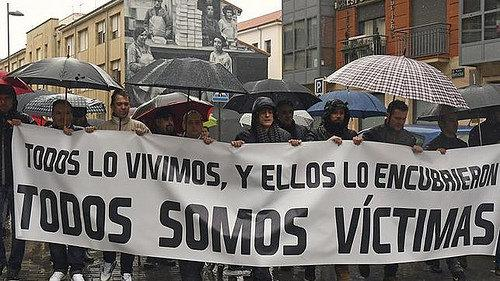 TODOS LO VIVIMOS, Y ELLOS LO ENCUBRIERON
TODOS SOMOS VÍCTIMAS